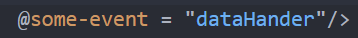 @some-event = "dataHander"/>